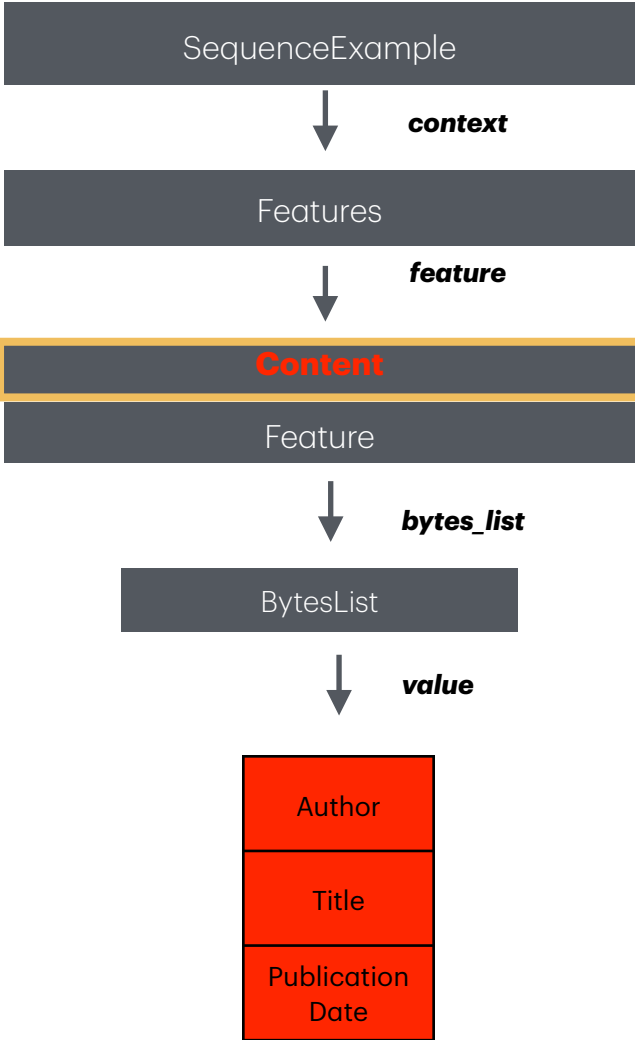 SequenceExample
context
Features
feature
Content
Feature
bytes_list
BytesList
value
Author
Title
Publication
Date